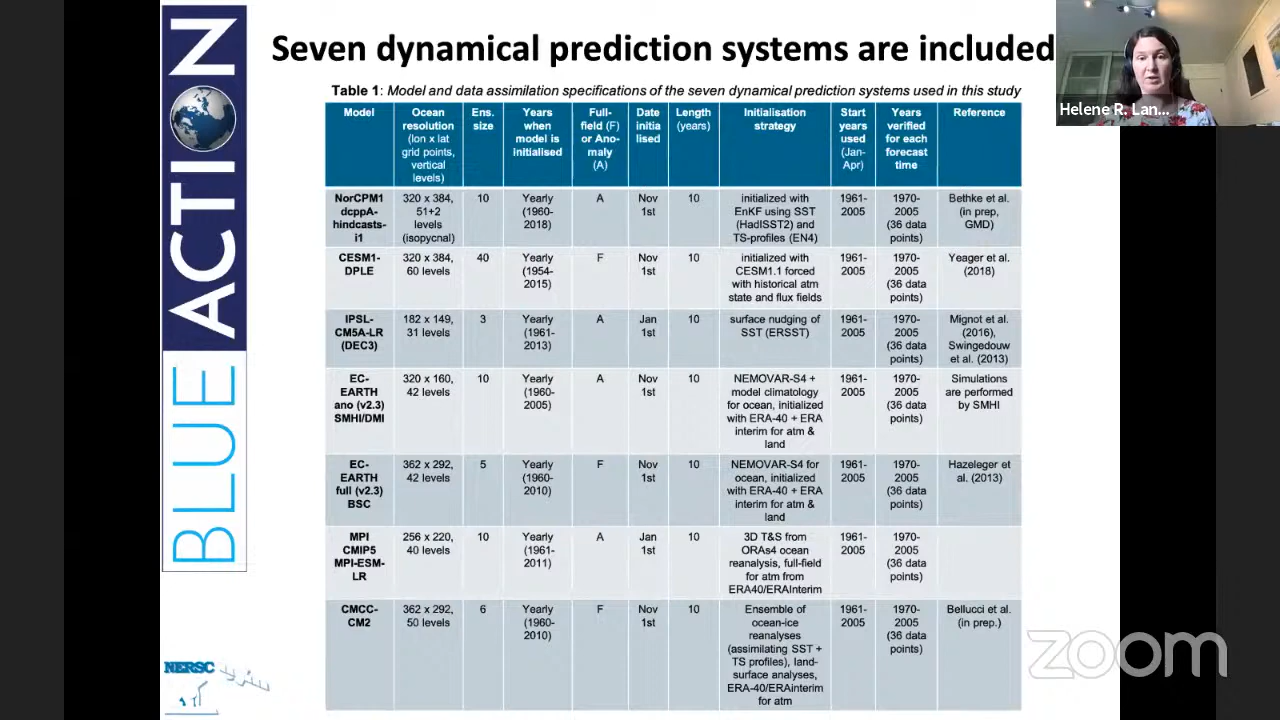 Seven dynamical prediction systems are included
Helene R. Lan...
BLUE ACTION
Table 1: Model and data assimilation specifications of the seven dynamical prediction systems used in this study
Model
Ocean
resolution
(lon x lat
grid points,
vertical
levels)
Ens.
size
Years
when
model is
initialised
Full-
field (F)
or Ano-
maly
(A)
Date
initia
lised
Length
(years)
Initialisation
strategy
Start
years
used
(Jan-
Apr)
Years
verified
for each
forecast
time
Reference
NorCPM1
dcppA-
hindcasts-
i1
320 x 384,
51+2
levels
(isopycnal)
10
Yearly
(1960-
2018)
A
Nov
1st
10
initialized with
EnKF using SST
(HadISST2) and
TS-profiles (EN4)
1961-
2005
1970-
2005
(36 data
points)
Bethke et al.
(in prep,
GMD)
CESM1-
DPLE
320 x 384,
60 levels
40
Yearly
(1954-
2015)
F
Nov
1st
10
initialized with
CESM1.1 forced
with historical atm
state and flux fields
1961-
2005
1970-
2005
(36 data
points)
Yeager et al.
(2018)
IPSL-
CM5A-LR
(DEC3)
182 x 149,
31 levels
3
Yearly
(1961-
2013)
A
Jan
1st
10
surface nudging of
SST (ERSST)
1961-
2005
1970-
2005
(36 data
points)
Mignot et al.
(2016),
Swingedouw
et al. (2013)
EC-
EARTH
ano (v2.3)
SMHI/DMI
320 x 160,
42 levels
10
Yearly
(1960-
2005)
A
Nov
1st
10
NEMOVAR-S4 +
model climatology
for ocean, initialized
with ERA-40 + ERA
interim for atm &
land
1961-
2005
1970-
2005
(36 data
points)
Simulations
are performed
by SMHI
EC-
EARTH
full (v2.3)
BSC
362 x 292,
42 levels
5
Yearly
(1960-
2010)
F
Nov
1st
10
NEMOVAR-S4 for
ocean, initialized
with ERA-40 + ERA
interim for atm &
land
1961-
2005
1970-
2005
(36 data
points)
Hazeleger et
al. (2013)
MPI
CMIP5
MPI-ESM-
LR
256 x 220,
40 levels
10
Yearly
(1961-
2011)
A
Jan
1st
10
3D T&S from
ORAs4 ocean
reanalysis, full-field
for atm from
ERA40/ERAInterim
1961-
2005
1970-
2005
(36 data
points)
CMCC-
CM2
362 x 292,
50 levels
6
Yearly
(1960-
2010)
F
Nov
1st
10
Ensemble of
ocean-ice
reanalyses
(assimilating SST +
TS profiles), land-
surface analyses,
ERA-40/ERAinterim
for atm
1961-
2005
1970-
2005
(36 data
points)
Bellucci et al.
(in prep.)
NERSC
zoom